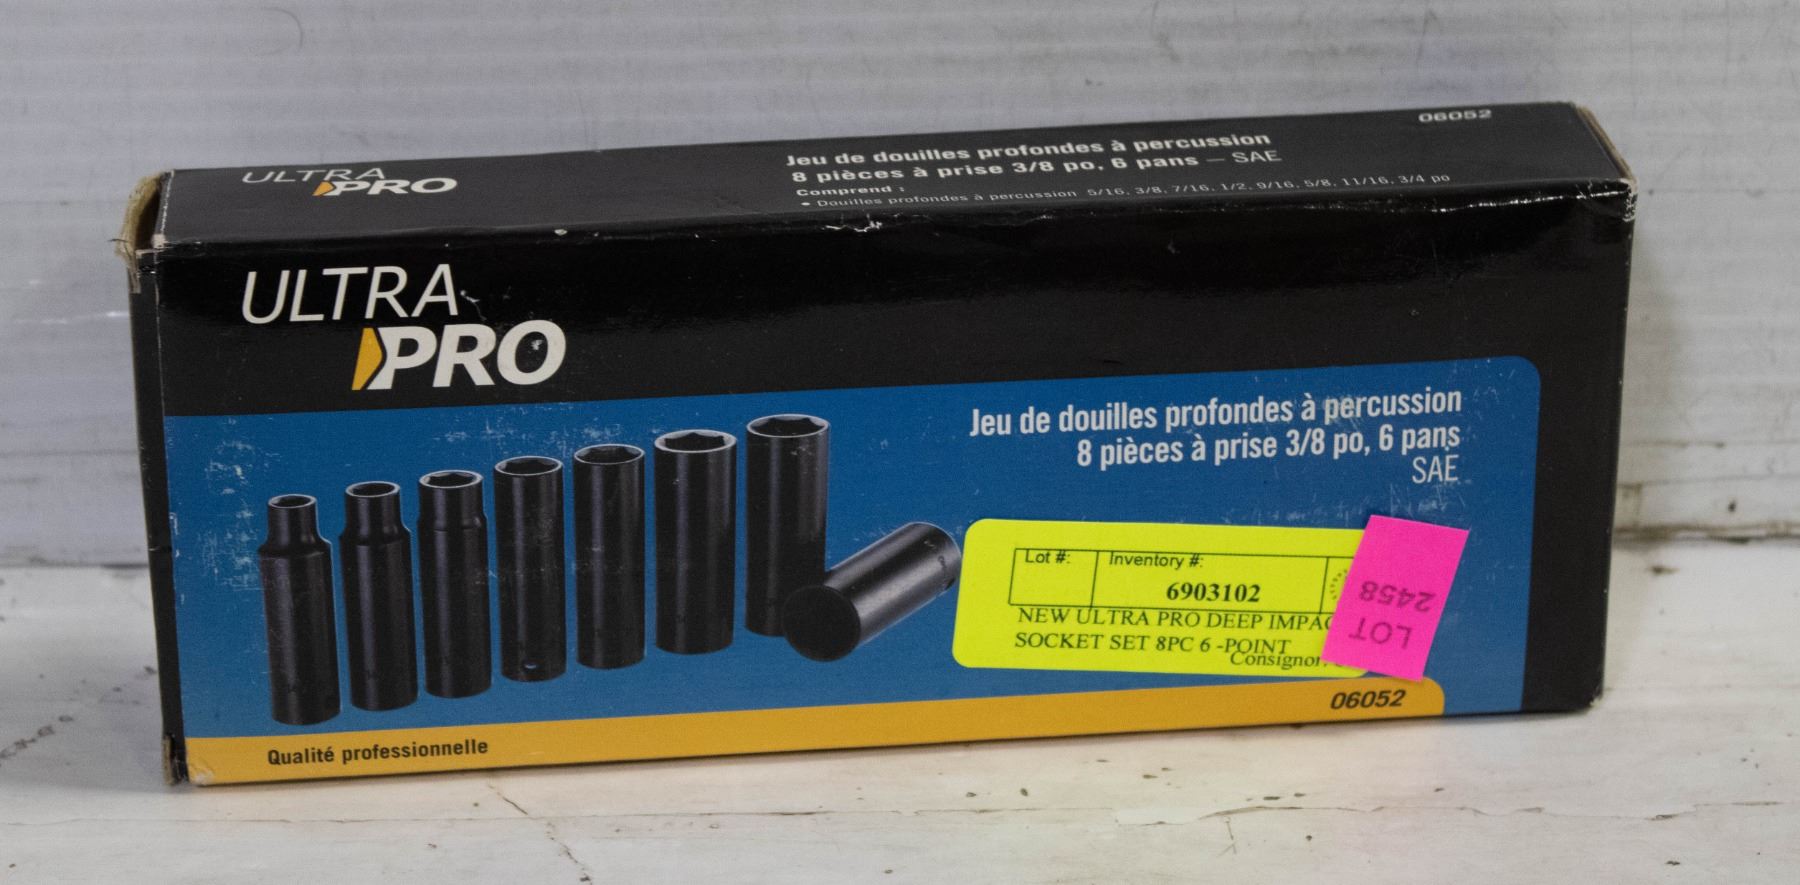 ULTRA
PRO
Jeu de douilles profondes à percussion
8 pièces à prise 3/8 po, 6 pans – SAE
Comprend :
• Douilles profondes à percussion 5/16, 3/8, 7/16, 1/2, 9/16, 5/8, 11/16, 3/4 po
06052
ULTRA
PRO
Jeu de douilles profondes à percussion
8 pièces à prise 3/8 po, 6 pans
SAE
Lot #:
Inventory #:
6903102
NEW ULTRA PRO DEEP
SOCKET SET 8PC 6 -POINT
Consignor
LOT
2458
06052
Qualité professionnelle